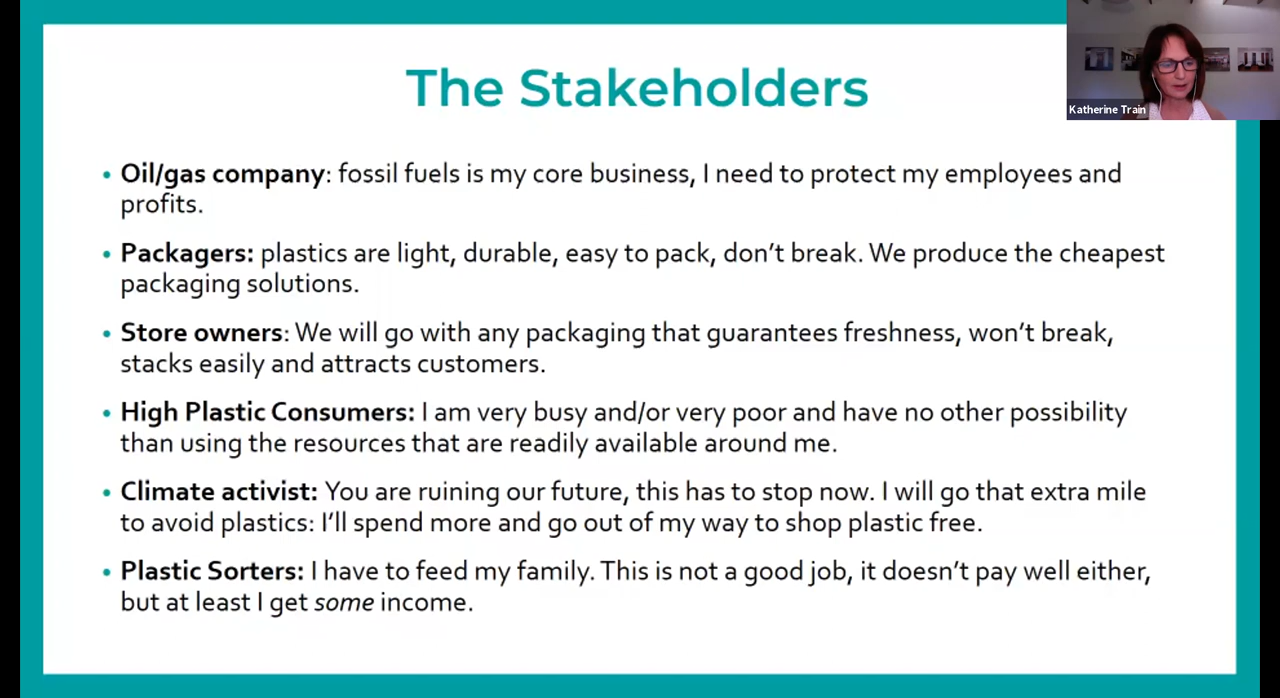 The Stakeholders
Katherine Train
• Oil/gas company: fossil fuels is my core business, I need to protect my employees and
profits.
• Packagers: plastics are light, durable, easy to pack, don’t break. We produce the cheapest
packaging solutions.
• Store owners: We will go with any packaging that guarantees freshness, won’t break,
stacks easily and attracts customers.
• High Plastic Consumers: I am very busy and/or very poor and have no other possibility
than using the resources that are readily available around me.
• Climate activist: You are ruining our future, this has to stop now. I will go that extra mile
to avoid plastics: I’ll spend more and go out of my way to shop plastic free.
• Plastic Sorters: I have to feed my family. This is not a good job, it doesn’t pay well either,
but at least I get some income.